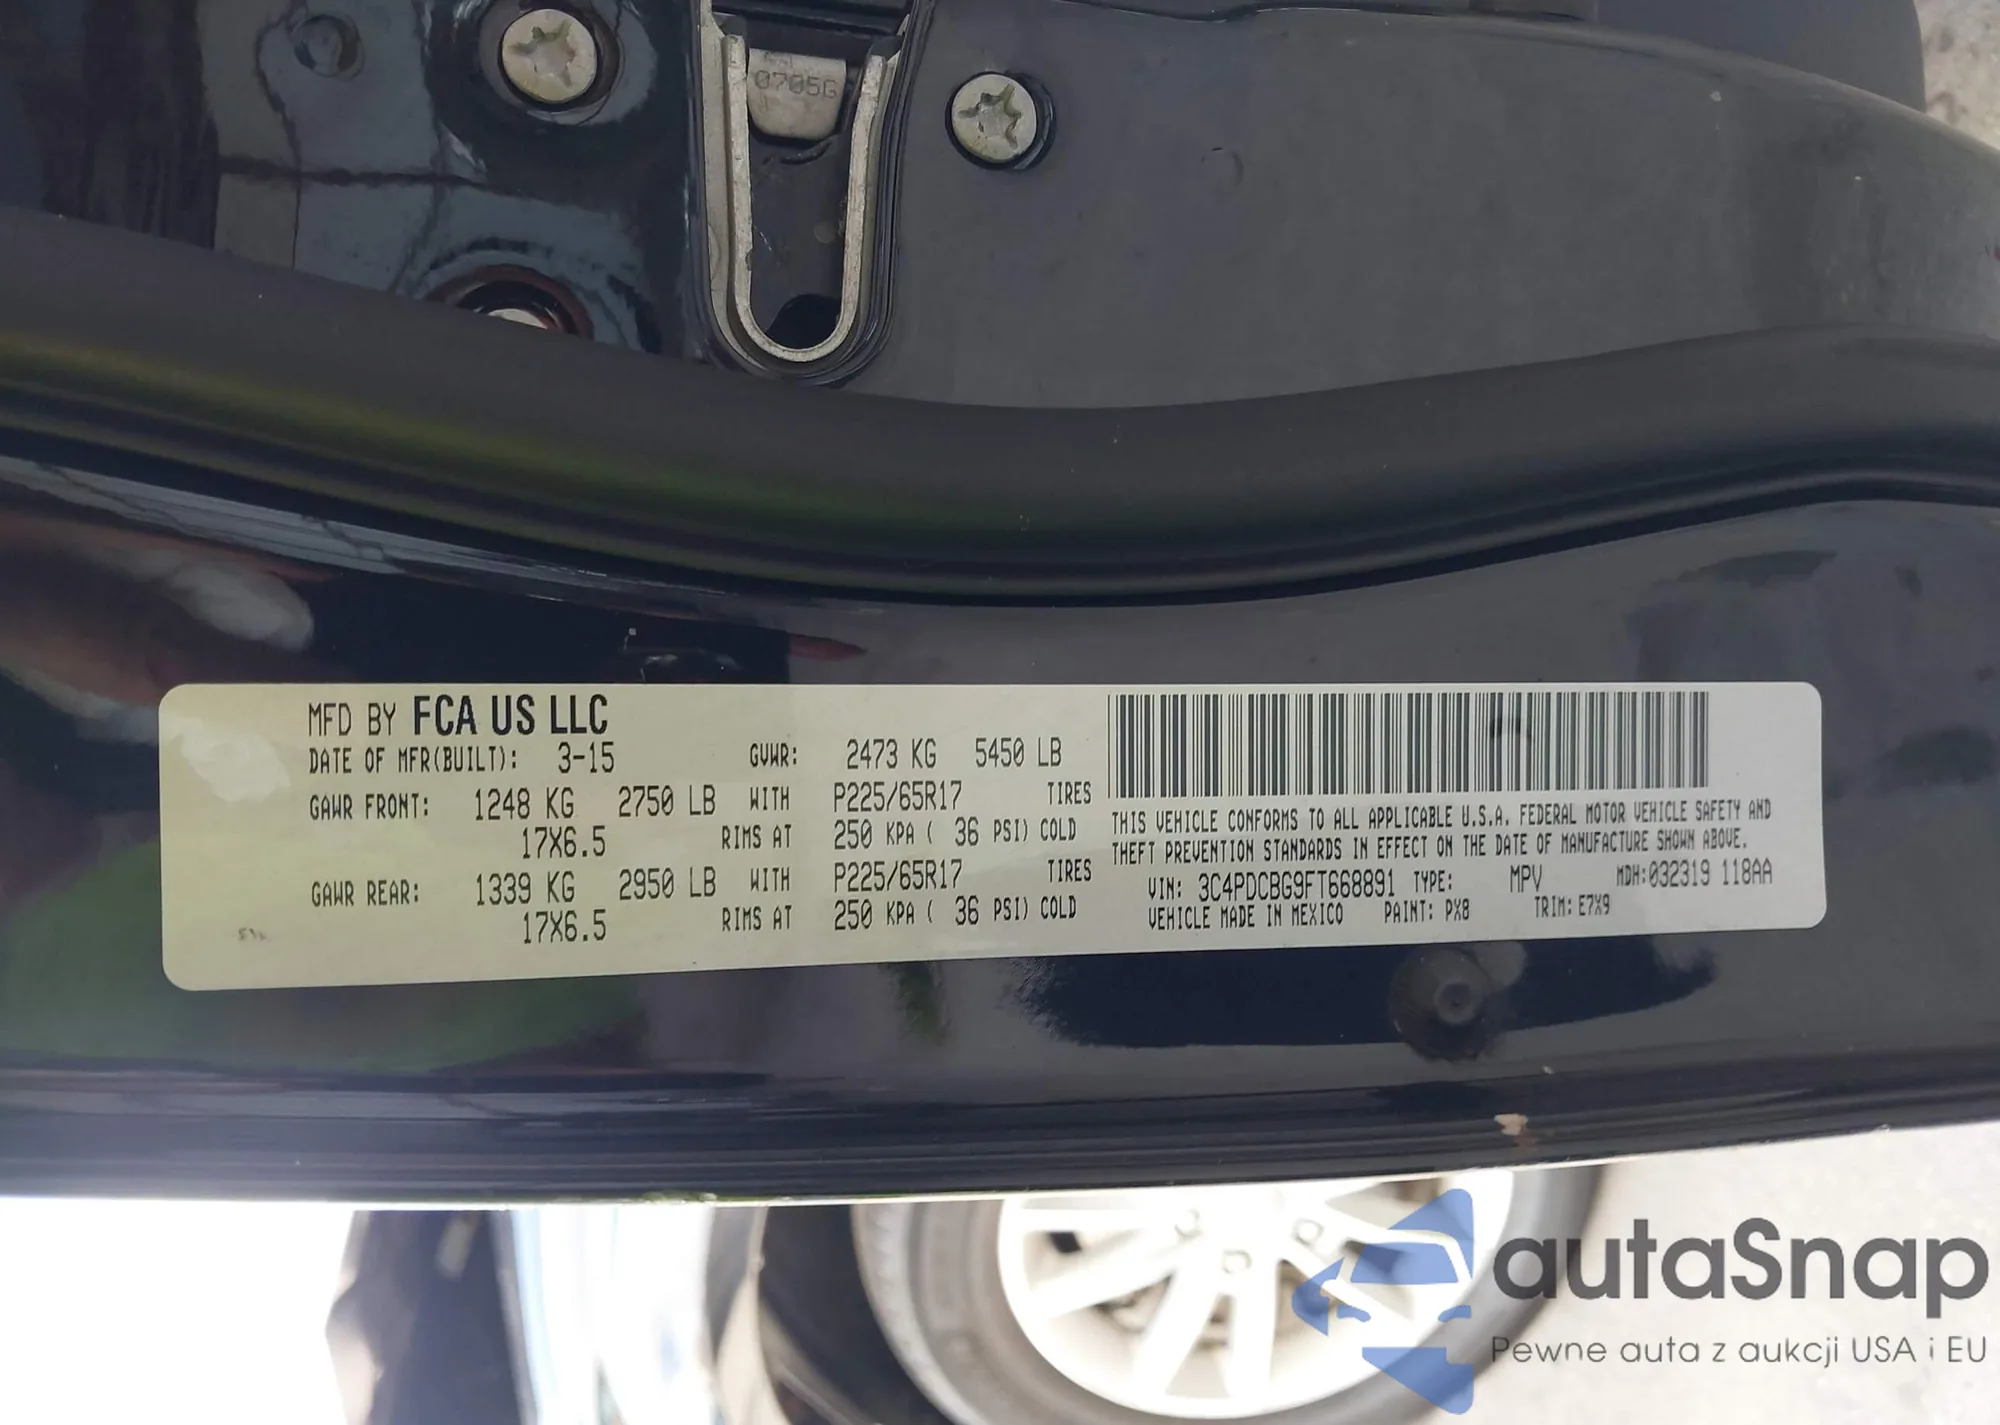 0705G
MFD BY FCA US LLC
DATE OF MFR(BUILT): 3-15 GVWR: 2473 KG 5450 LB
GAWR FRONT: 1248 KG 2750 LB WITH P225/65R17 TIRES
17X6.5 RIMS AT 250 KPA ( 36 PSI) COLD
GAWR REAR: 1339 KG 2950 LB WITH P225/65R17 TIRES
17X6.5 RIMS AT 250 KPA ( 36 PSI) COLD
THIS VEHICLE CONFORMS TO ALL APPLICABLE U.S.A. FEDERAL MOTOR VEHICLE SAFETY AND
THEFT PREVENTION STANDARDS IN EFFECT ON THE DATE OF MANUFACTURE SHOWN ABOVE.
VIN: 3C4PDCBG9FT668891 TYPE: MPV MDH:032319 118AA
VEHICLE MADE IN MEXICO PAINT: PX8 TRIM: E7X9
autaSnap
Pewne auta z aukcji USA i EU